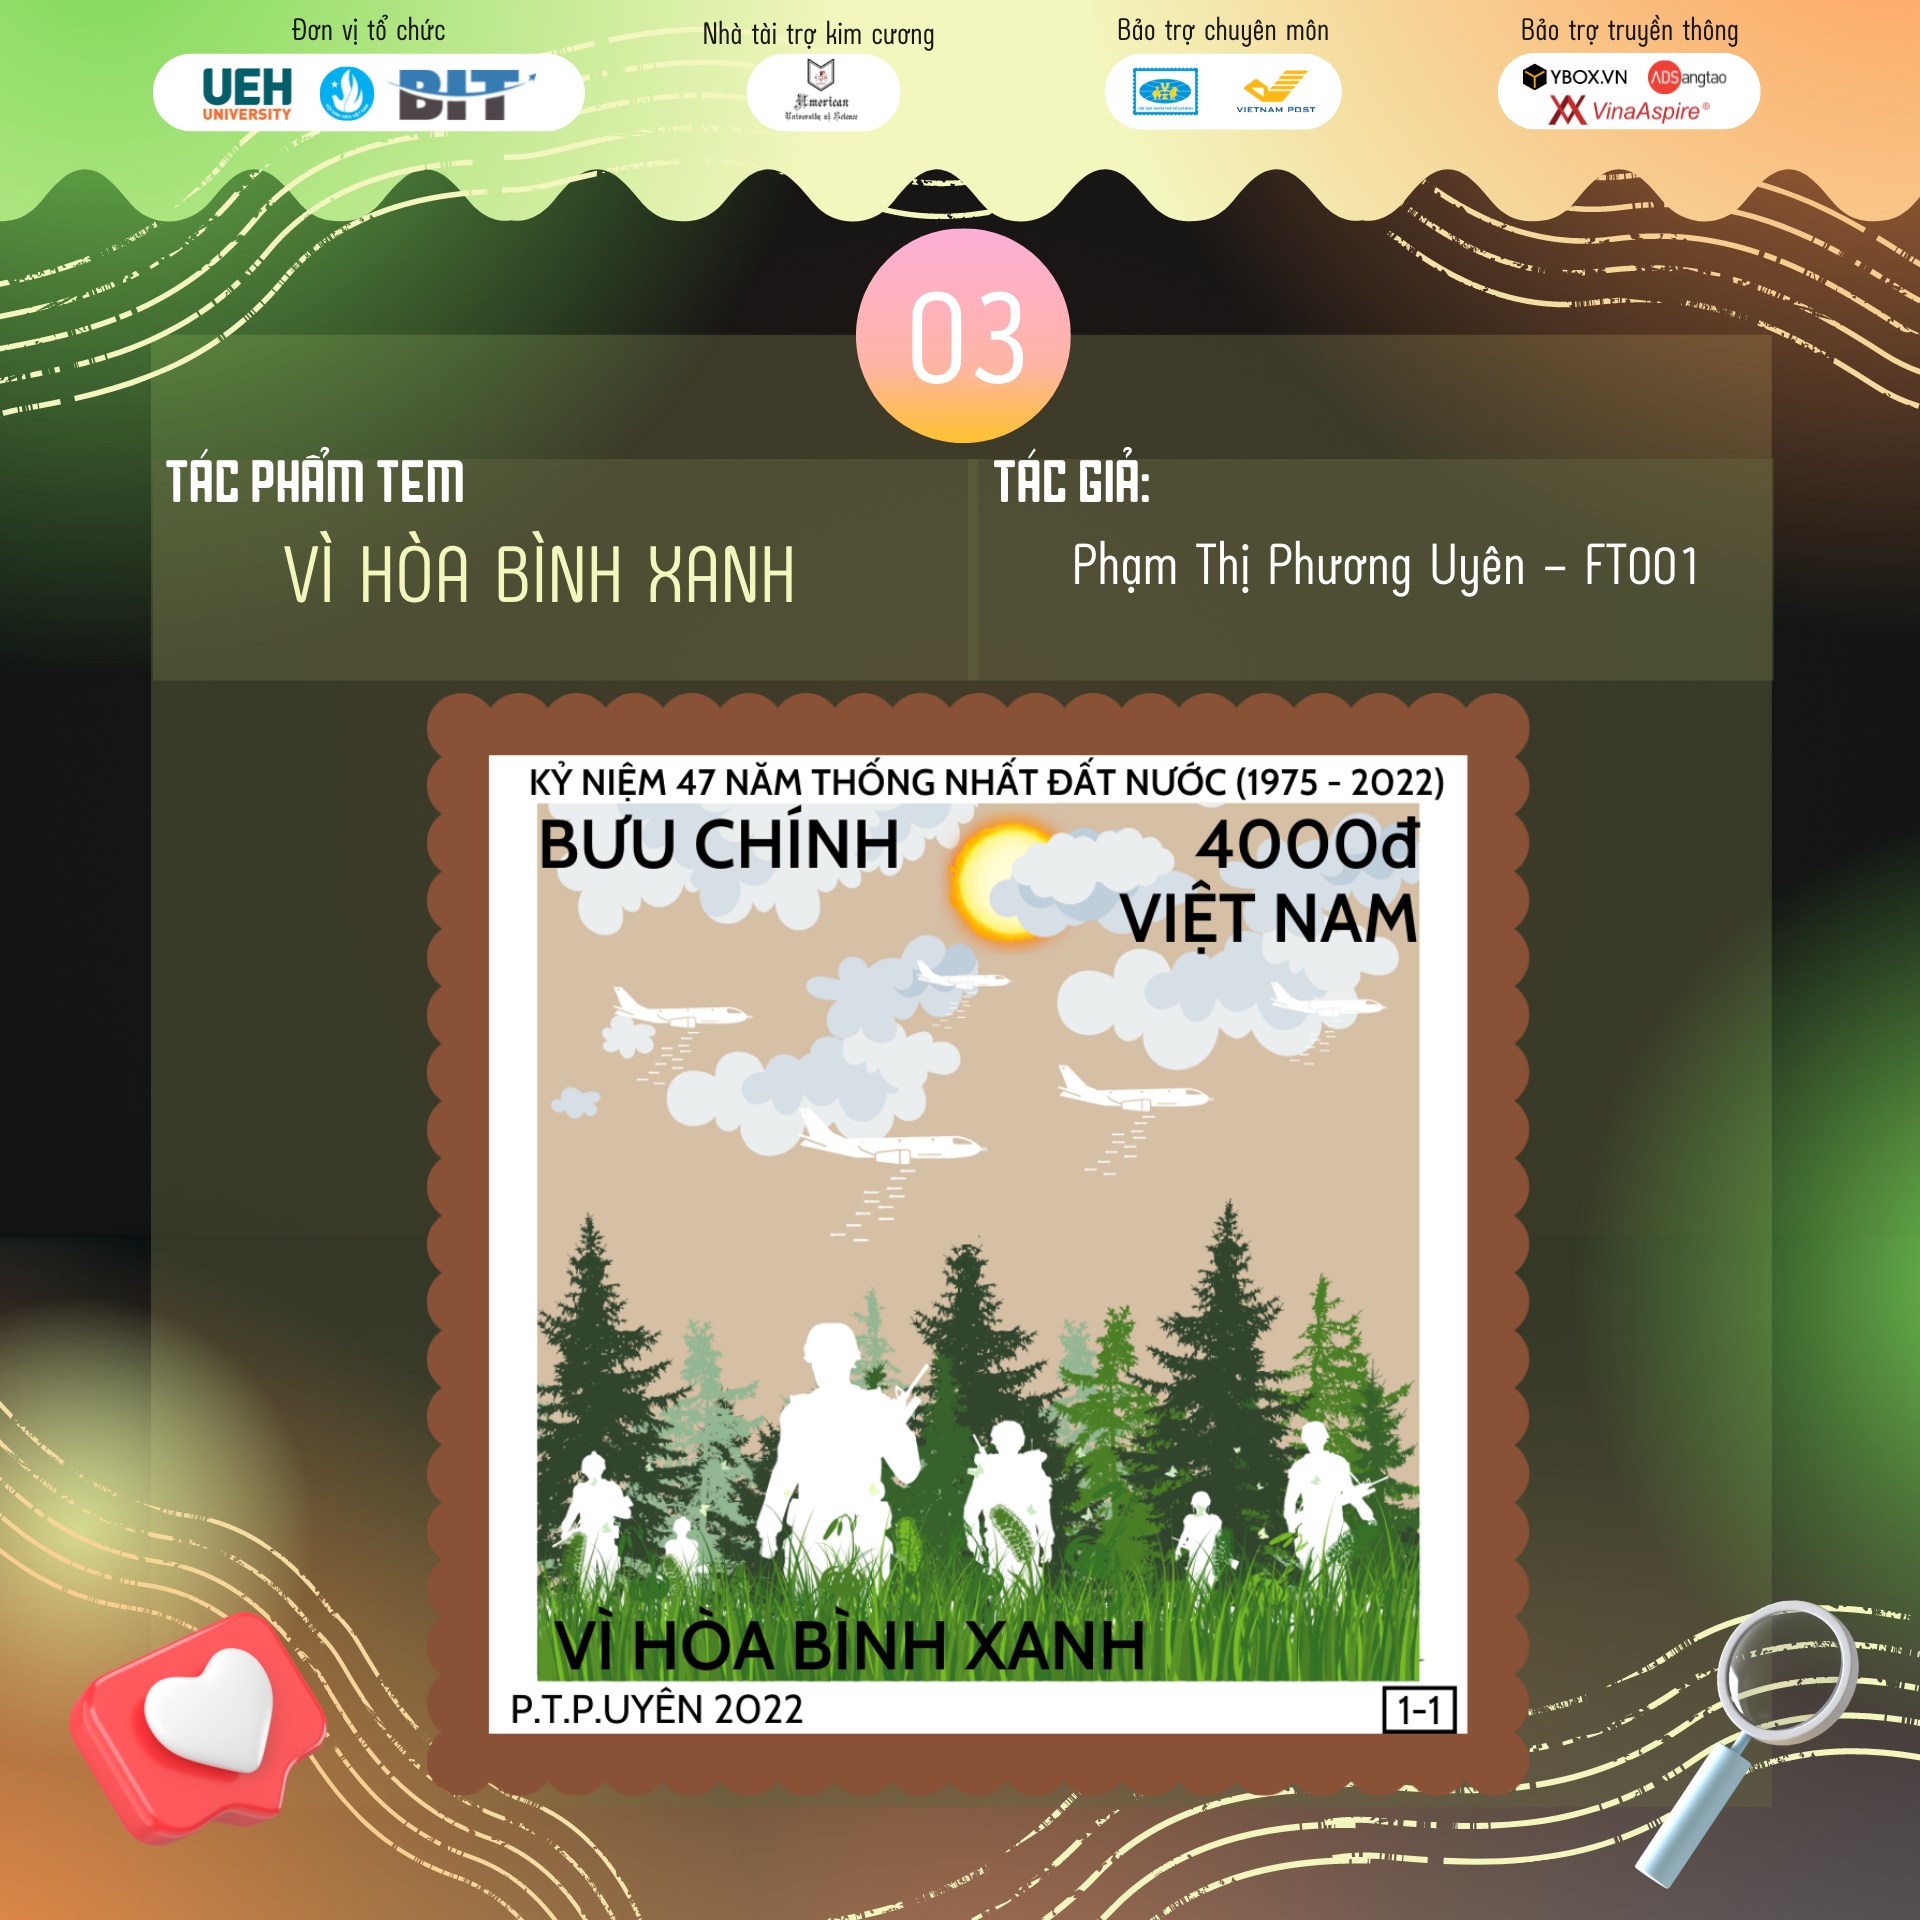 Đơn vị tổ chức
Nhà tài trợ kim cương
Bảo trợ chuyên môn
Bảo trợ truyền thông
UEH
UNIVERSITY
BIT
American
University of Science
VIETNAM POST
YBOX.VN
ADSangtao
VinaAspire®
03
TÁC PHẨM TEM
VÌ HÒA BÌNH XANH
TÁC GIẢ:
Phạm Thị Phương Uyên – FT001
KỶ NIỆM 47 NĂM THỐNG NHẤT ĐẤT NƯỚC (1975 - 2022)
BƯU CHÍNH
4000đ
VIỆT NAM
VÌ HÒA BÌNH XANH
P.T.P.UYÊN 2022
1-1